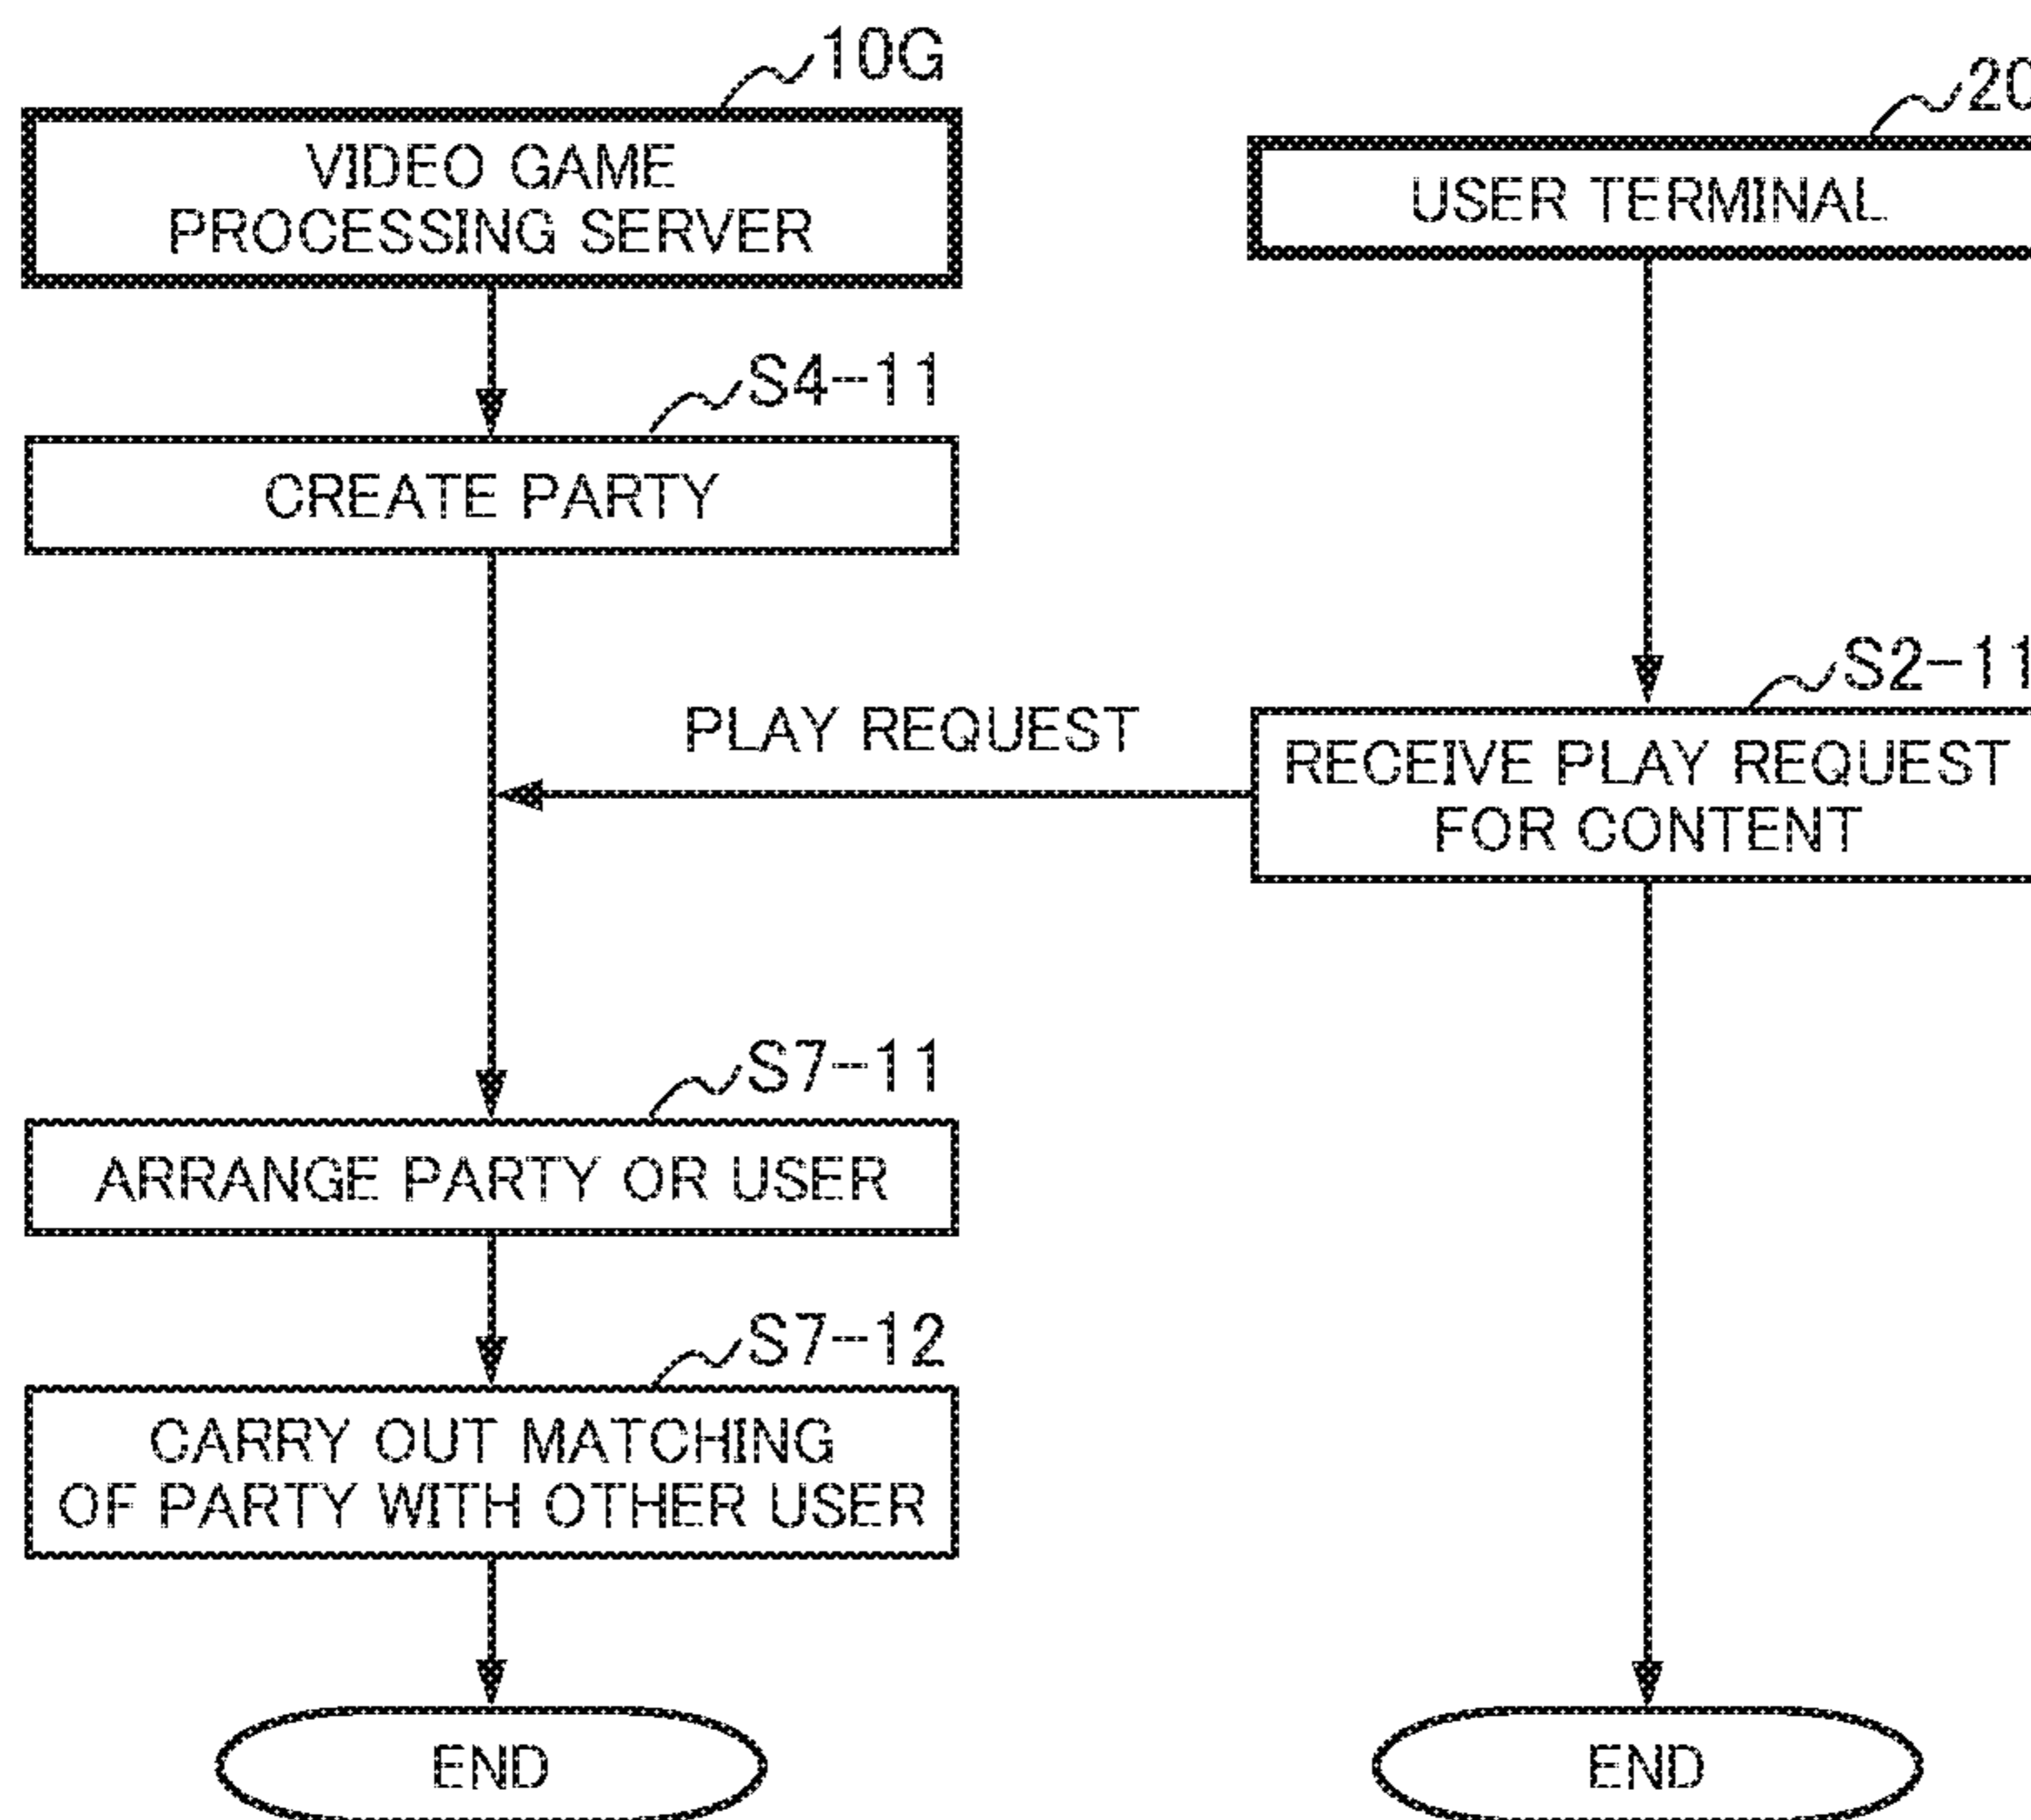 10G
VIDEO GAME
PROCESSING SERVER
20
USER TERMINAL
S4-11
CREATE PARTY
S2-11
PLAY REQUEST
RECEIVE PLAY REQUEST
FOR CONTENT
S7-11
ARRANGE PARTY OR USER
S7-12
CARRY OUT MATCHING
OF PARTY WITH OTHER USER
END
END